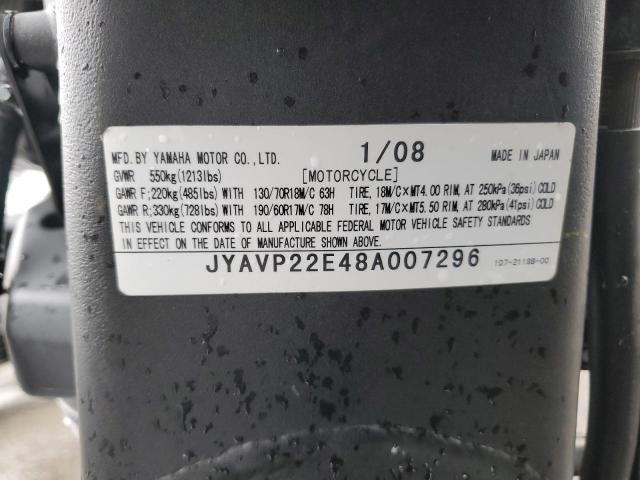 MFD. BY YAMAHA MOTOR CO., LTD. 1/08 MADE IN JAPAN
GVWR 550kg(1213lbs) [MOTORCYCLE]
GAWR F;220kg(485lbs) WITH 130/70R18M/C 63H TIRE, 18M/C×MT4.00 RIM, AT 250kPa(36psi)COLD
GAWR R;330kg(728lbs) WITH 190/60R17M/C 78H TIRE, 17M/C×MT5.50 RIM, AT 280kPa(41psi)COLD
THIS VEHICLE CONFORMS TO ALL APPLICABLE FEDERAL MOTOR VEHICLE SAFETY STANDARDS
IN EFFECT ON THE DATE OF MANUFACTURE SHOWN ABOVE.
JYAVP22E48A007296 1D7-2118B-00